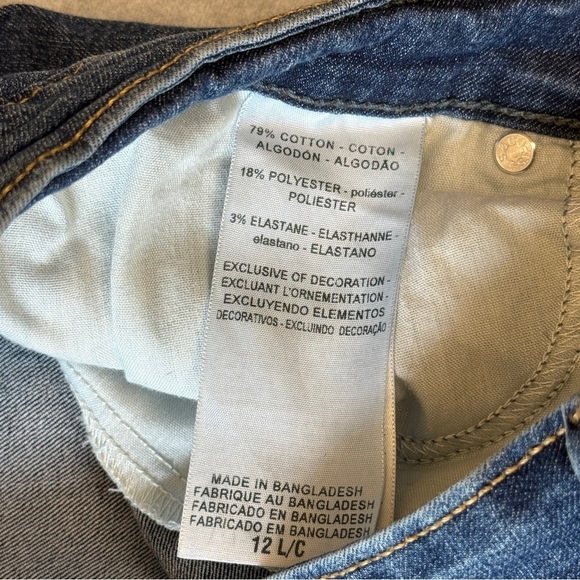 79% COTTON - COTON -
ALGODÓN - ALGODÃO
18% POLYESTER - poliéster -
POLIESTER
3% ELASTANE - ELASTHANNE -
elastano - ELASTANO
EXCLUSIVE OF DECORATION -
EXCLUANT L'ORNEMENTATION -
EXCLUYENDO ELEMENTOS
DECORATIVOS - EXCLUINDO DECORAÇÃO
MADE IN BANGLADESH
FABRIQUE AU BANGLADESH
FABRICADO EN BANGLADESH
FABRICADO EM BANGLADESH
12 L/C